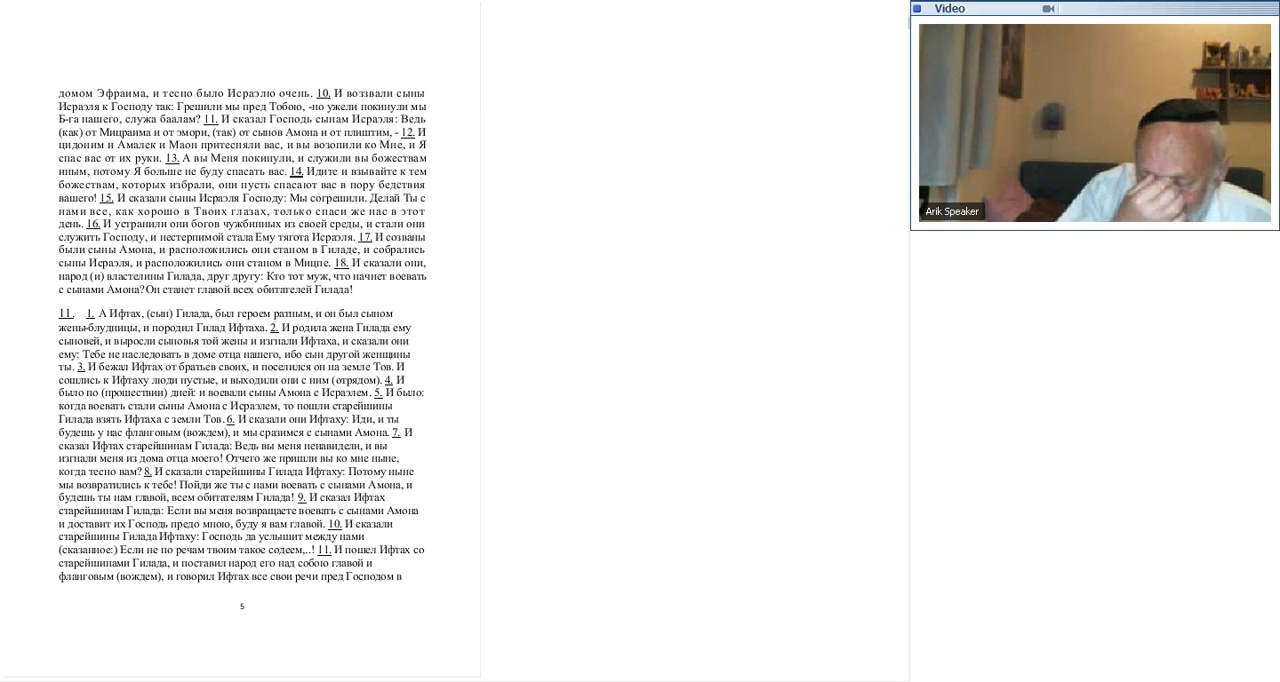 Video
Arik Speaker
домом Эфраима, и тесно было Исраэлю очень. 10. И воззвали сыны
Исраэля к Господу так: Грешили мы пред Тобою, -но ужели покинули мы
Б-га нашего, служа баалам? 11. И сказал Господь сынам Исраэля: Ведь
(как) от Мицраима и от эмори, (так) от сынов Амона и от плиштим, - 12. И
цидоним и Амалек и Маон притесняли вас, и вы возопили ко Мне, и Я
спас вас от их руки. 13. А вы Меня покинули, и служили вы божествам
иным, потому Я больше не буду спасать вас. 14. Идите и взывайте к тем
божествам, которых избрали, они пусть спасают вас в пору бедствия
вашего! 15. И сказали сыны Исраэля Господу: Мы согрешили. Делай Ты с
нами все, как хорошо в Твоих глазах, только спаси же нас в этот
день. 16. И устранили они богов чужбинных из своей среды, и стали они
служить Господу, и нестерпимой стала Ему тягота Исраэля. 17. И созваны
были сыны Амона, и расположились они станом в Гиладе, и собрались
сыны Исраэля, и расположились они станом в Мицпе. 18. И сказали они,
народ (и) властелины Гилада, друг другу: Кто тот муж, что начнет воевать
с сынами Амона? Он станет главой всех обитателей Гилада!
11. 1. А Ифтах, (сын) Гилада, был героем ратным, и он был сыном
жены-блудницы, и породил Гилад Ифтаха. 2. И родила жена Гилада ему
сыновей, и выросли сыновья той жены и изгнали Ифтаха, и сказали они
ему: Тебе не наследовать в доме отца нашего, ибо сын другой женщины
ты. 3. И бежал Ифтах от братьев своих, и поселился он на земле Тов. И
сошлись к Ифтаху люди пустые, и выходили они с ним (отрядом). 4. И
было по (прошествии) дней: и воевали сыны Амона с Исраэлем. 5. И было:
когда воевать стали сыны Амона с Исраэлем, то пошли старейшины
Гилада взять Ифтаха с земли Тов. 6. И сказали они Ифтаху: Иди, и ты
будешь у нас фланговым (вождем), и мы сразимся с сынами Амона. 7. И
сказал Ифтах старейшинам Гилада: Ведь вы меня ненавидели, и вы
изгнали меня из дома отца моего! Отчего же пришли вы ко мне ныне,
когда тесно вам? 8. И сказали старейшины Гилада Ифтаху: Потому ныне
мы возвратились к тебе! Пойди же ты с нами воевать с сынами Амона, и
будешь ты нам главой, всем обитателям Гилада! 9. И сказал Ифтах
старейшинам Гилада: Если вы меня возвращаете воевать с сынами Амона
и доставит их Господь предо мною, буду я вам главой. 10. И сказали
старейшины Гилада Ифтаху: Господь да услышит между нами
(сказанное:) Если не по речам твоим такое содеем,..! 11. И пошел Ифтах со
старейшинами Гилада, и поставил народ его над собою главой и
фланговым (вождем), и говорил Ифтах все свои речи пред Господом в
5